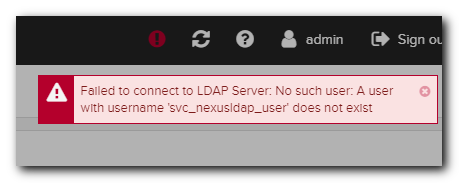 admin
Sign ou
Failed to connect to LDAP Server: No such user: A user
with username 'svc_nexusldap_user' does not exist